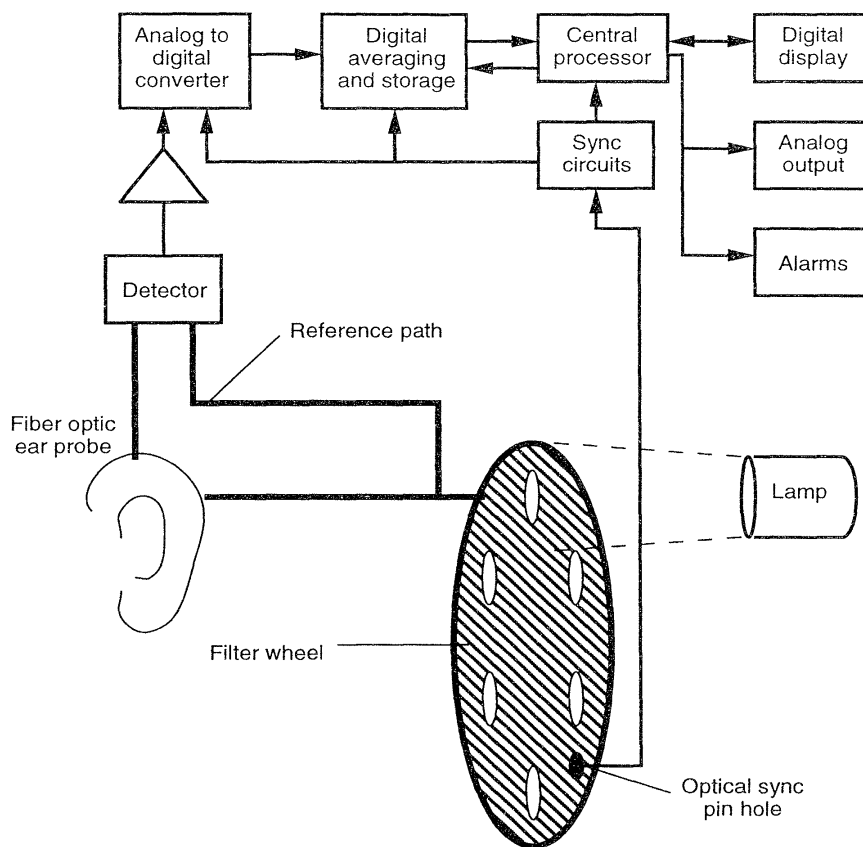 Analog to
digital
converter
Digital
averaging
and storage
Central
processor
Digital
display
Sync
circuits
Analog
output
Alarms
Detector
Reference path
Fiber optic
ear probe
Lamp
Filter wheel
Optical sync
pin hole